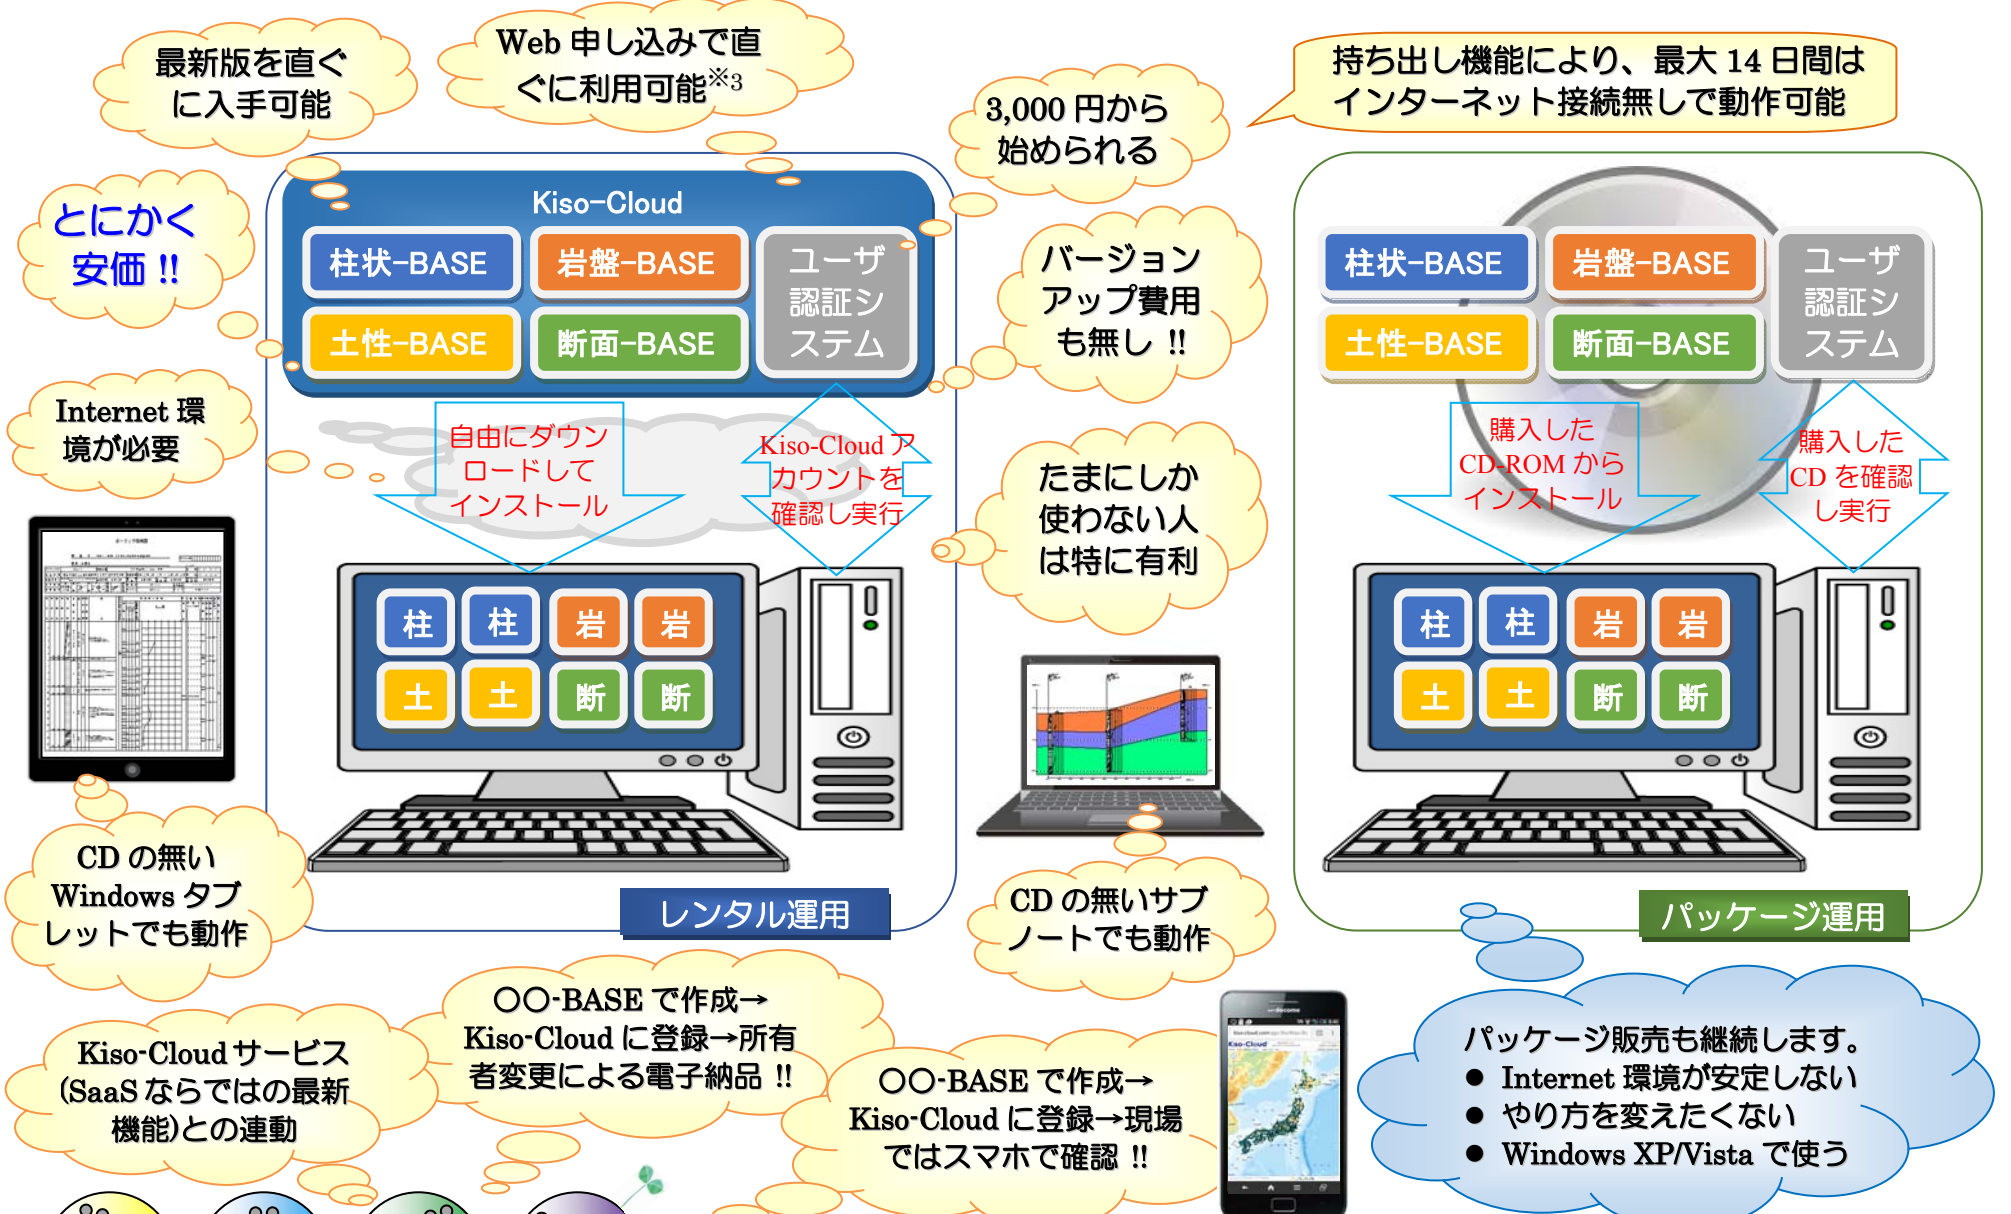 最新版を直ぐ
に入手可能
Web 申し込みで直
ぐに利用可能※3
3,000 円から
始められる
持ち出し機能により、最大 14 日間は
インターネット接続無しで動作可能
とにかく
安価 !!
Kiso-Cloud
柱状-BASE
岩盤-BASE
土性-BASE
断面-BASE
ユーザ
認証シ
ステム
バージョン
アップ費用
も無し !!
柱状-BASE
岩盤-BASE
土性-BASE
断面-BASE
ユーザ
認証シ
ステム
Internet 環
境が必要
自由にダウン
ロードして
インストール
Kiso-Cloud ア
カウントを
確認し実行
たまにしか
使わない人
は特に有利
購入した
CD-ROM から
インストール
購入した
CD を確認
し実行
柱 柱 岩 岩
土 土 断 断
柱 柱 岩 岩
土 土 断 断
CD の無い
Windows タブ
レットでも動作
レンタル運用
CD の無いサブ
ノートでも動作
パッケージ運用
Kiso-Cloud サービス
(SaaS ならではの最新
機能)との連動
〇〇-BASE で作成→
Kiso-Cloud に登録→所有
者変更による電子納品 !!
〇〇-BASE で作成→
Kiso-Cloud に登録→現場
ではスマホで確認 !!
docomo
Kiso-Cloud
パッケージ販売も継続します。
● Internet 環境が安定しない
● やり方を変えたくない
● Windows XP/Vista で使う